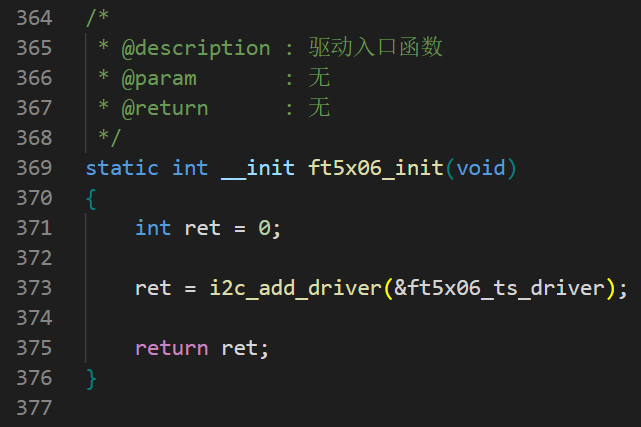 364 /*
365  * @description : 驱动入口函数
366  * @param       : 无
367  * @return      : 无
368  */
369 static int __init ft5x06_init(void)
370 {
371     int ret = 0;
372
373     ret = i2c_add_driver(&ft5x06_ts_driver);
374
375     return ret;
376 }
377